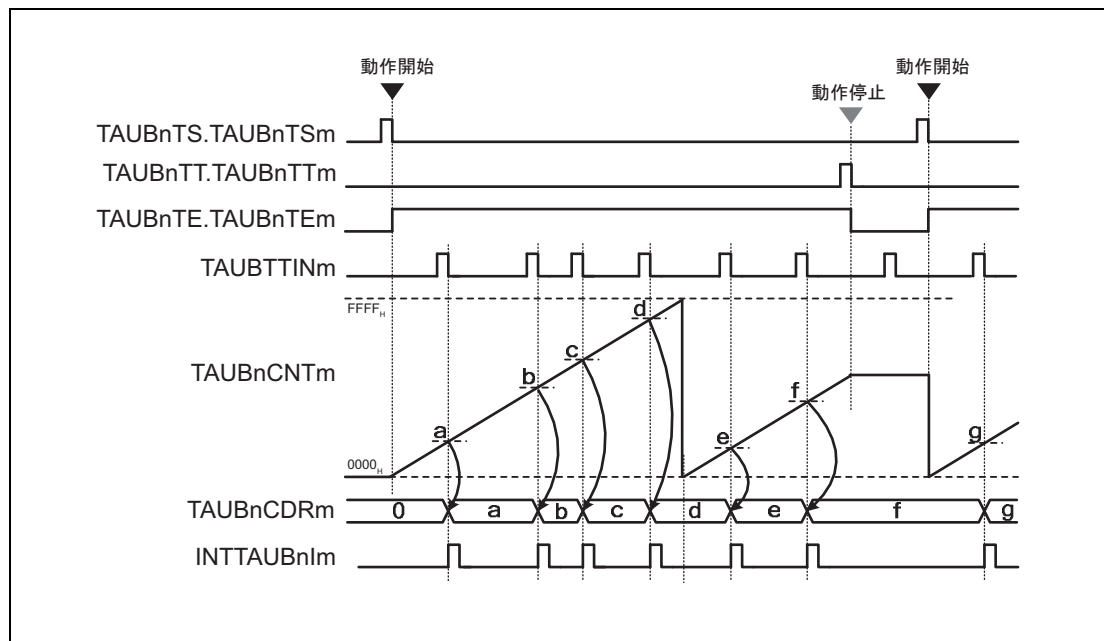 動作開始
動作開始
動作停止
TAUBnTS.TAUBnTSm
TAUBnTT.TAUBnTTm
TAUBnTE.TAUBnTEm
TAUBTTINm
FFFFH
TAUBnCNTm
a
b
c
d
e
f
g
0000H
TAUBnCDRm
0 a b c d e f g
INTTAUBnIm